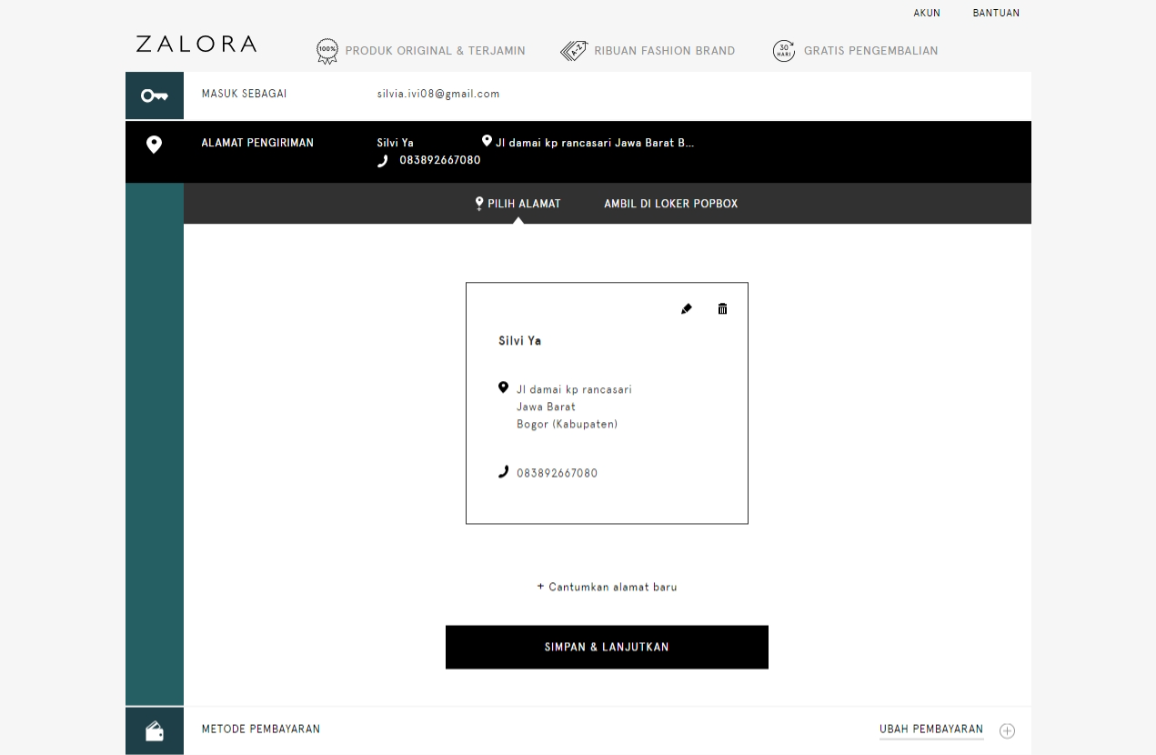 AKUN BANTUAN
ZALORA
100% PRODUK ORIGINAL & TERJAMIN
A-Z RIBUAN FASHION BRAND
30 HARI GRATIS PENGEMBALIAN
MASUK SEBAGAI silvia.ivi08@gmail.com
ALAMAT PENGIRIMAN Silvi Ya Jl damai kp rancasari Jawa Barat B...
083892667080
PILIH ALAMAT AMBIL DI LOKER POPBOX
Silvi Ya
Jl damai kp rancasari
Jawa Barat
Bogor (Kabupaten)
083892667080
+ Cantumkan alamat baru
SIMPAN & LANJUTKAN
METODE PEMBAYARAN UBAH PEMBAYARAN